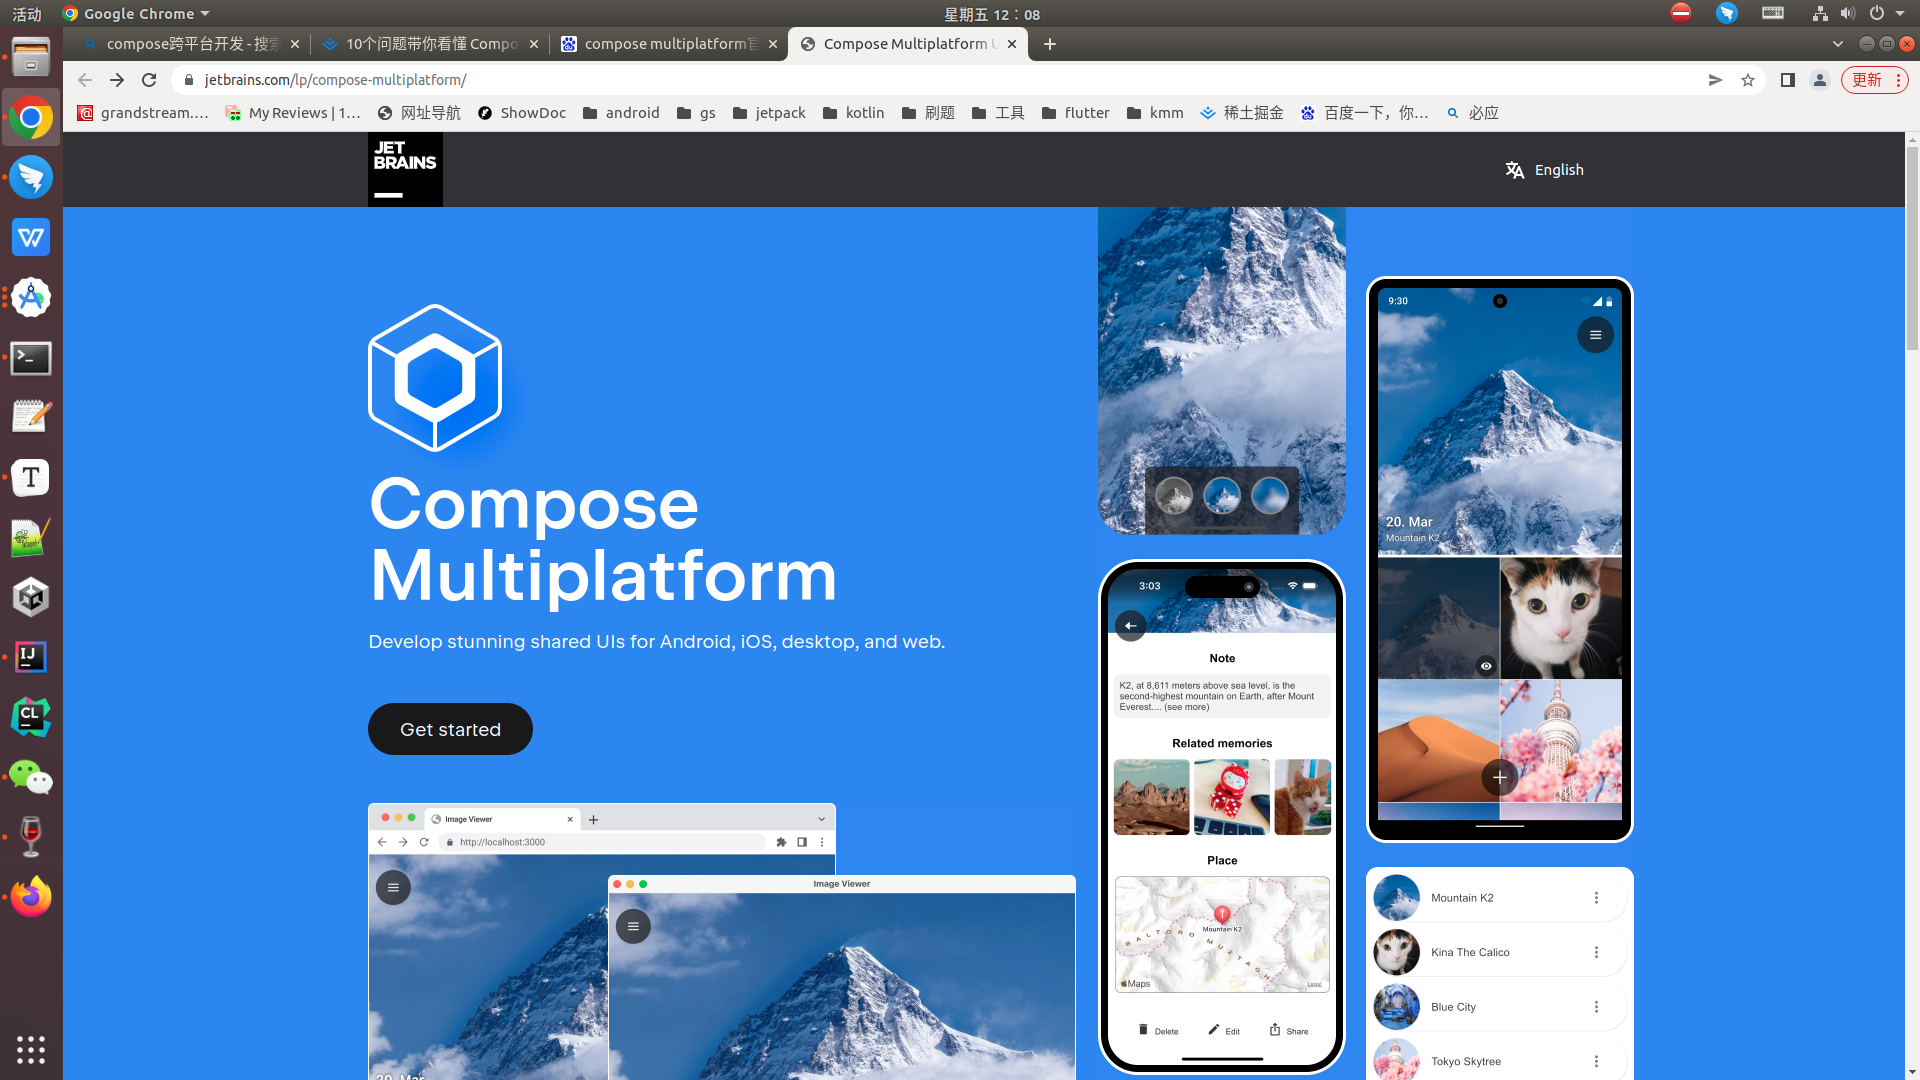 活动
Google Chrome
星期五 12：08
compose跨平台开发 - 搜索
10个问题带你看懂 Compo
compose multiplatform官
Compose Multiplatform U
jetbrains.com/lp/compose-multiplatform/
更新
grandstream....
My Reviews | 1...
网址导航
ShowDoc
android
gs
jetpack
kotlin
刷题
工具
flutter
kmm
稀土掘金
百度一下，你...
必应
JET
BRAINS
English
Compose
Multiplatform
Develop stunning shared UIs for Android, iOS, desktop, and web.
Get started
Image Viewer
http://localhost:3000
20. Mar
Image Viewer
3:03
Note
K2, at 8,611 meters above sea level, is the
second-highest mountain on Earth, after Mount
Everest.... (see more)
Related memories
Place
Mountain K2
BALTORO MUZTAGH
Maps
Legal
Delete
Edit
Share
9:30
20. Mar
Mountain K2
Mountain K2
Kina The Calico
Blue City
Tokyo Skytree
W
T
IJ
CL